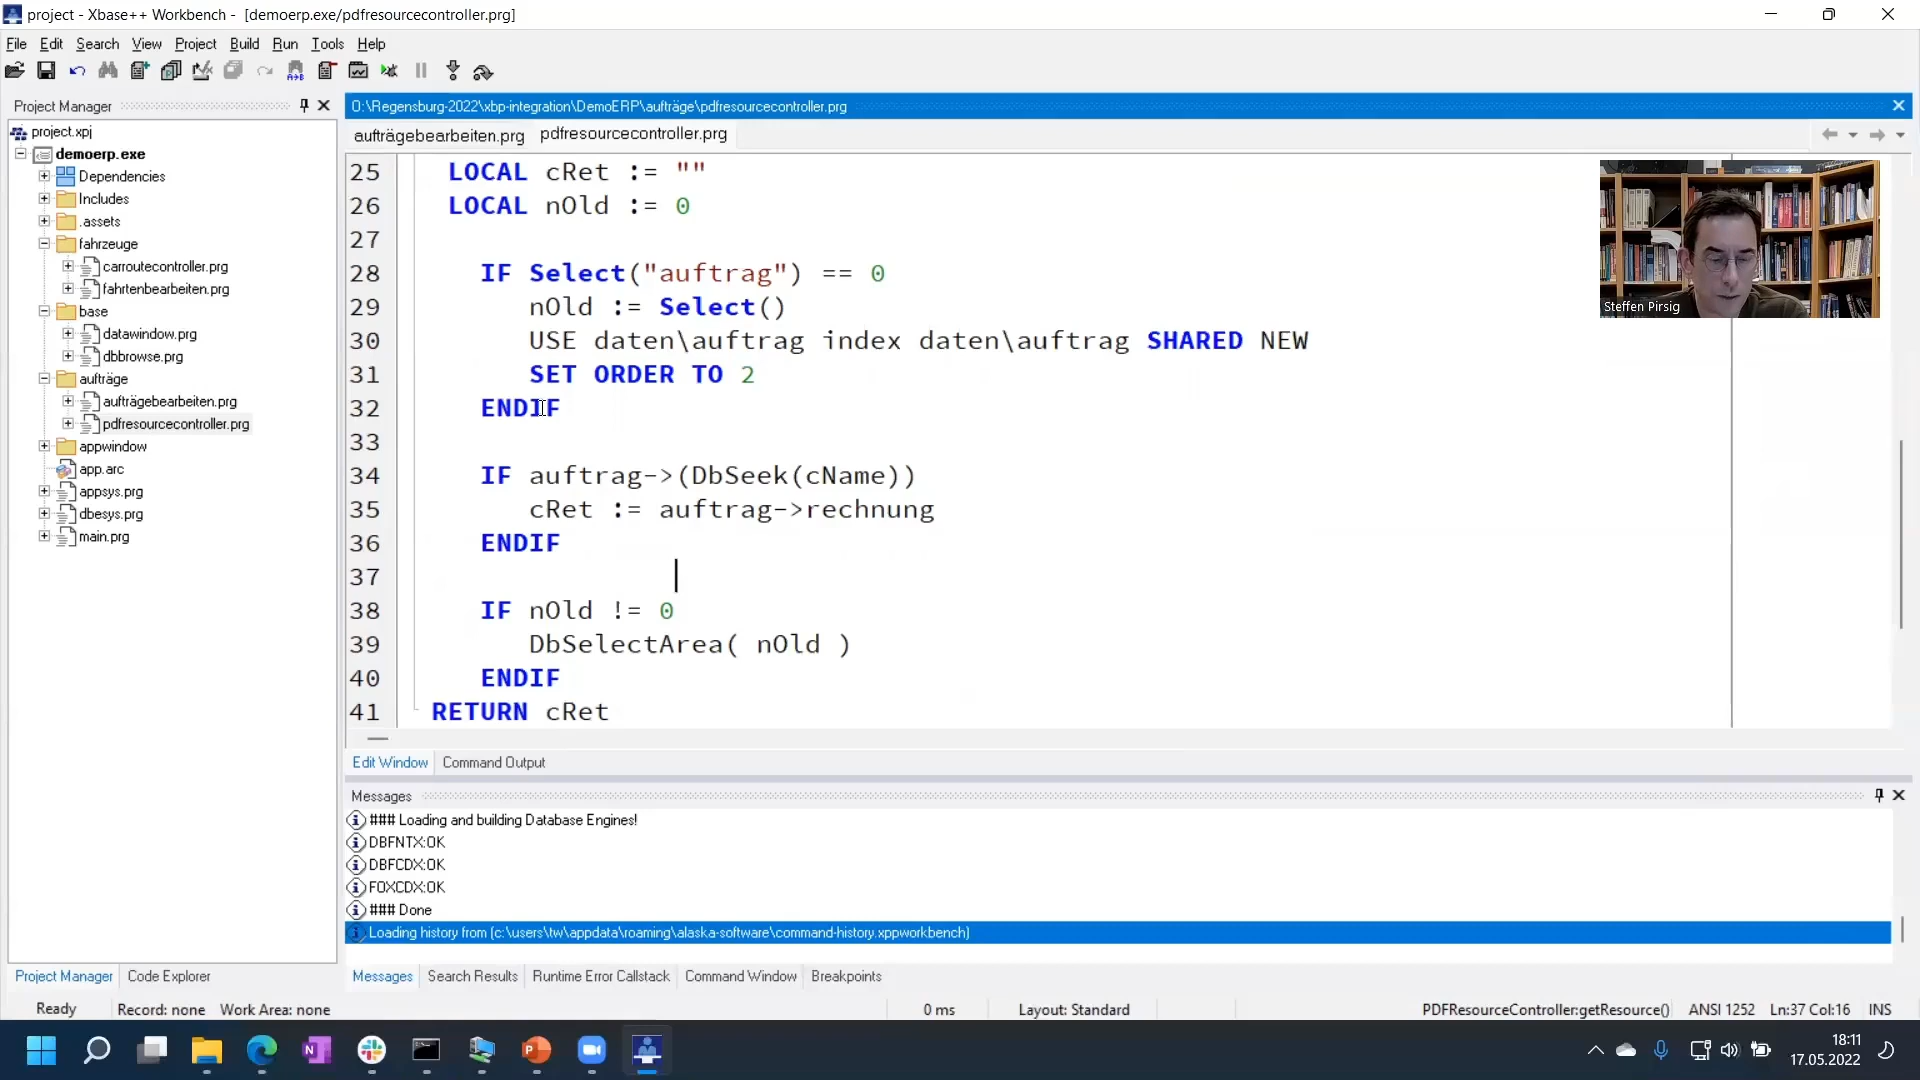 project - Xbase++ Workbench - [demoerp.exe/pdfresourcecontroller.prg]
File Edit Search View Project Build Run Tools Help
Project Manager
O:\Regensburg-2022\xbp-integration\DemoERP\aufträge\pdfresourcecontroller.prg
project.xpj
demoerp.exe
Dependencies
Includes
.assets
fahrzeuge
carroutecontroller.prg
fahrtenbearbeiten.prg
base
datawindow.prg
dbbrowse.prg
aufträge
aufträgebearbeiten.prg
pdfresourcecontroller.prg
appwindow
app.arc
appsys.prg
dbesys.prg
main.prg
aufträgebearbeiten.prg pdfresourcecontroller.prg
25 LOCAL cRet := ""
26 LOCAL nOld := 0
27
28 IF Select("auftrag") == 0
29 nOld := Select()
30 USE daten\auftrag index daten\auftrag SHARED NEW
31 SET ORDER TO 2
32 ENDIF
33
34 IF auftrag->(DbSeek(cName))
35 cRet := auftrag->rechnung
36 ENDIF
37
38 IF nOld != 0
39 DbSelectArea( nOld )
40 ENDIF
41 RETURN cRet
Steffen Pirsig
Edit Window Command Output
Messages
### Loading and building Database Engines!
DBFNTX:OK
DBFCDX:OK
FOXCDX:OK
### Done
Loading history from (c:\users\tw\appdata\roaming\alaska-software\command-history.xppworkbench)
Project Manager Code Explorer
Messages Search Results Runtime Error Callstack Command Window Breakpoints
Ready Record: none Work Area: none 0 ms Layout: Standard PDFResourceController:getResource() ANSI 1252 Ln:37 Col:16 INS
18:11
17.05.2022